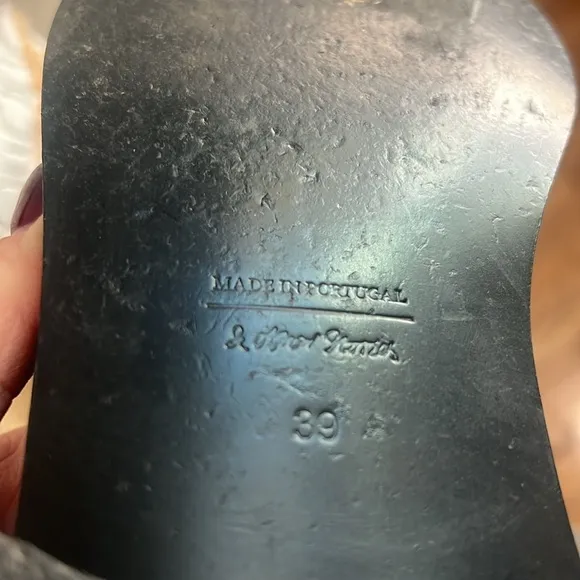 MADE IN PORTUGAL
& Other Stories
39